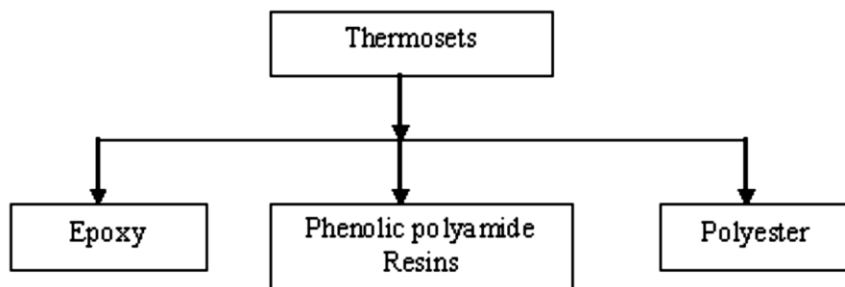 Thermosets
Epoxy
Phenolic polyamide
Resins
Polyester